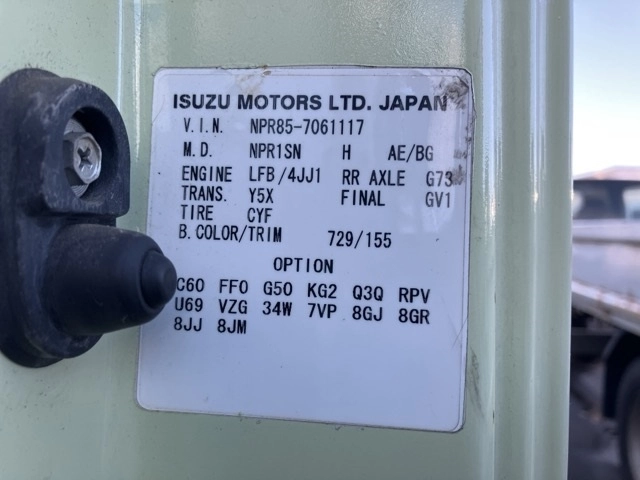 ISUZU MOTORS LTD. JAPAN
V.I.N. NPR85-7061117
M.D. NPR1SN H AE/BG
ENGINE LFB/4JJ1 RR AXLE G73
TRANS. Y5X FINAL GV1
TIRE CYF
B.COLOR/TRIM 729/155
OPTION
C60 FF0 G50 KG2 Q3Q RPV
U69 VZG 34W 7VP 8GJ 8GR
8JJ 8JM